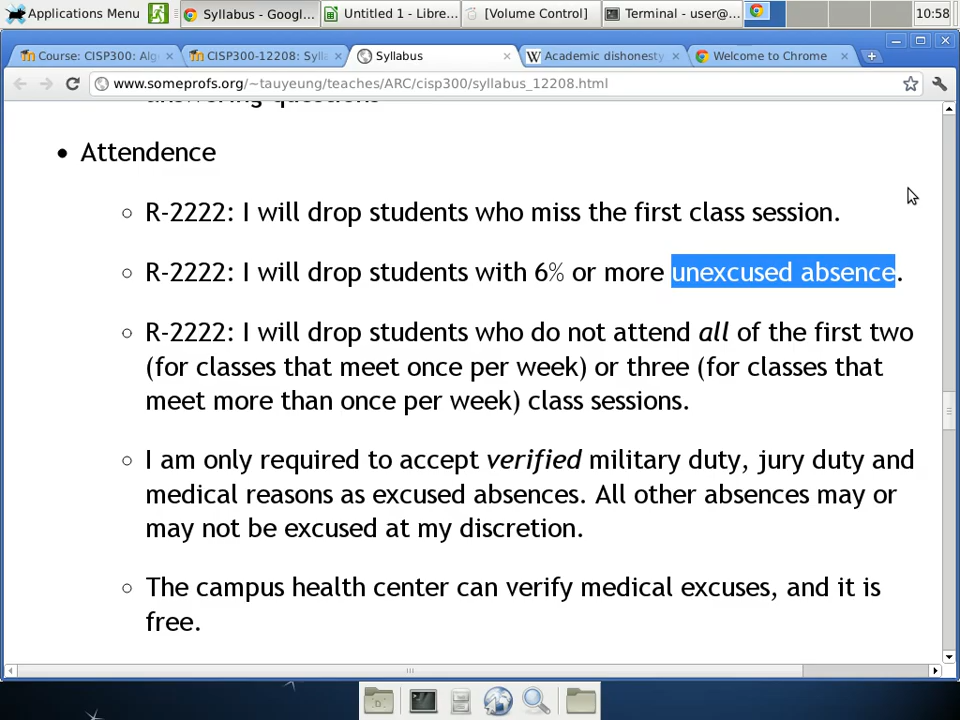 Applications Menu
Syllabus - Googl...
Untitled 1 - Libre...
[Volume Control]
Terminal - user@...
10:58
Course: CISP300: Alg
CISP300-12208: Sylla
Syllabus
Academic dishonesty
Welcome to Chrome
www.someprofs.org/~tauyeung/teaches/ARC/cisp300/syllabus_12208.html
answering questions
• Attendence
R-2222: I will drop students who miss the first class session.
R-2222: I will drop students with 6% or more unexcused absence.
R-2222: I will drop students who do not attend all of the first two
(for classes that meet once per week) or three (for classes that
meet more than once per week) class sessions.
I am only required to accept verified military duty, jury duty and
medical reasons as excused absences. All other absences may or
may not be excused at my discretion.
The campus health center can verify medical excuses, and it is
free.